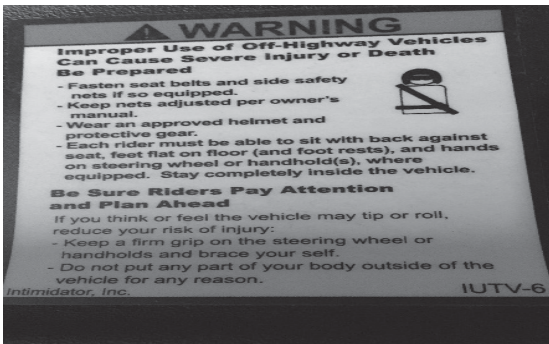 WARNING
Improper Use of Off-Highway Vehicles
Can Cause Severe Injury or Death
Be Prepared
- Fasten seat belts and side safety
nets if so equipped.
- Keep nets adjusted per owner's
manual.
- Wear an approved helmet and
protective gear.
- Each rider must be able to sit with back against
seat, feet flat on floor (and foot rests), and hands
on steering wheel or handhold(s), where
equipped. Stay completely inside the vehicle.
Be Sure Riders Pay Attention
and Plan Ahead
If you think or feel the vehicle may tip or roll,
reduce your risk of injury:
- Keep a firm grip on the steering wheel or
handholds and brace your self.
- Do not put any part of your body outside of the
vehicle for any reason.
Intimidator, Inc. IUTV-6